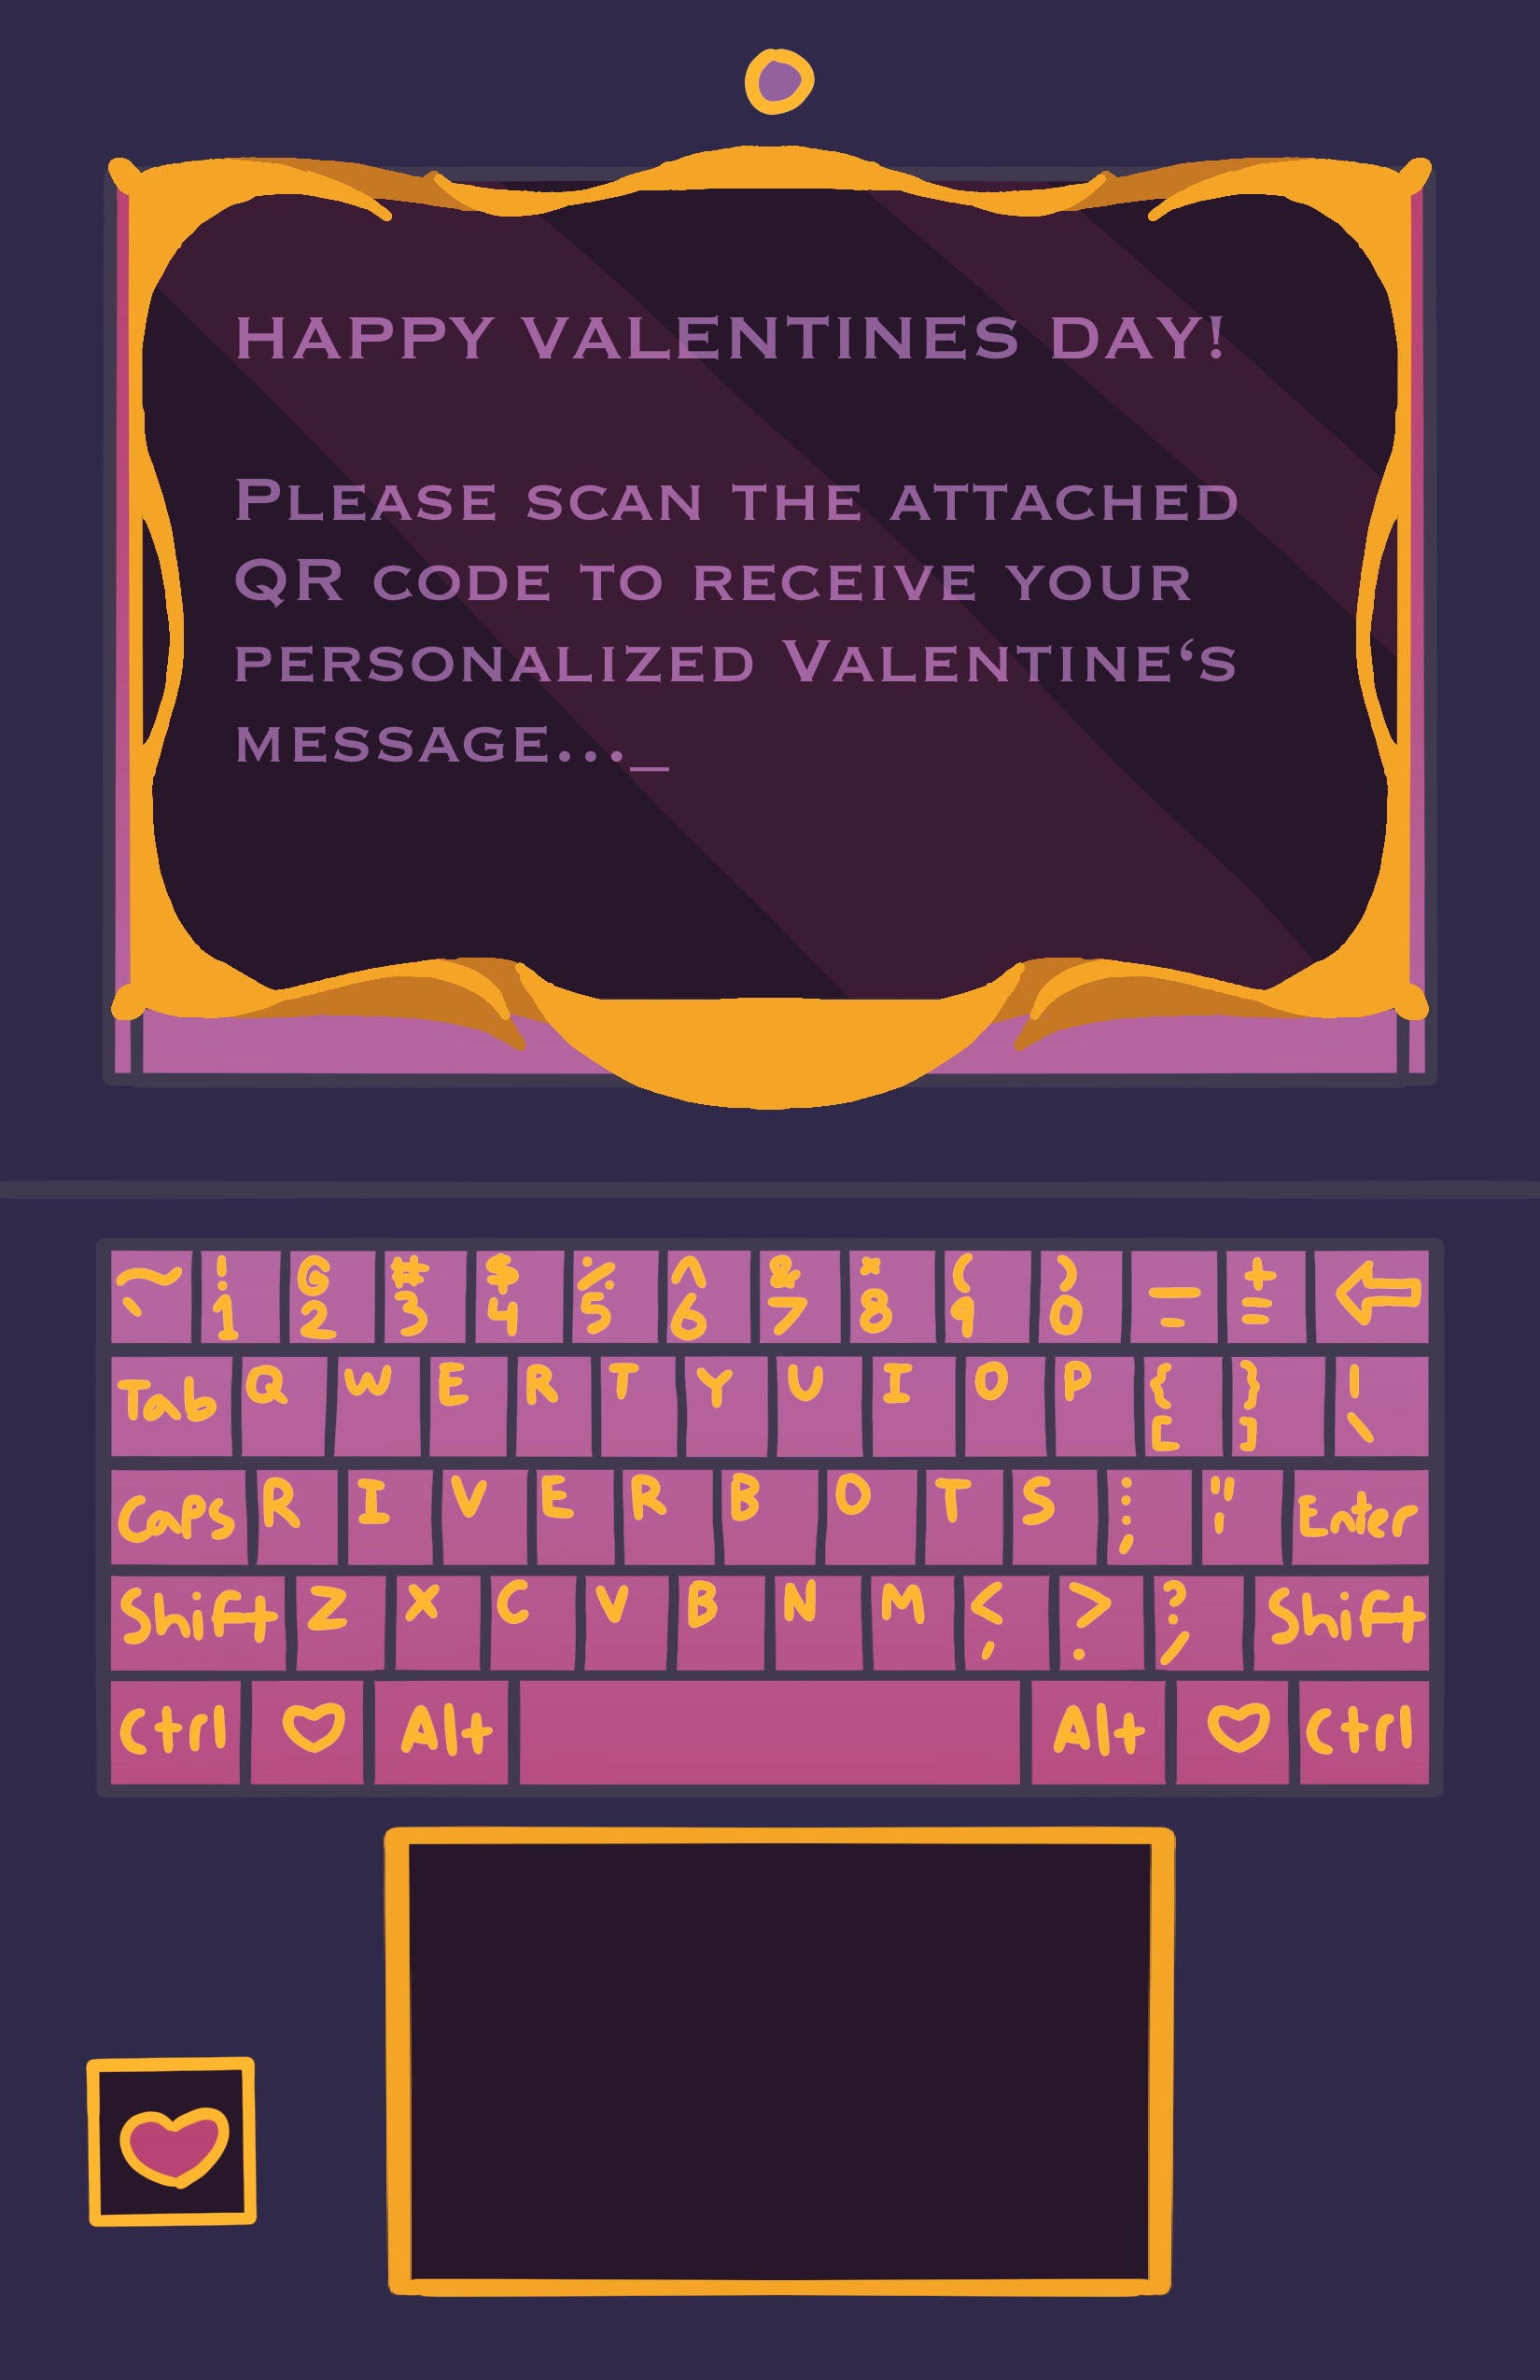 HAPPY VALENTINES DAY!
PLEASE SCAN THE ATTACHED
QR CODE TO RECEIVE YOUR
PERSONALIZED VALENTINE‘S
MESSAGE..._
~ ! @ # $ % ^ & * ( ) _ +
` 1 2 3 4 5 6 7 8 9 0 - =
Tab Q W E R T Y U I O P { } |
[ ] \
Caps R I V E R B O T S : " Enter
; '
Shift Z X C V B N M < > ? Shift
, . /
Ctrl Alt Alt Ctrl